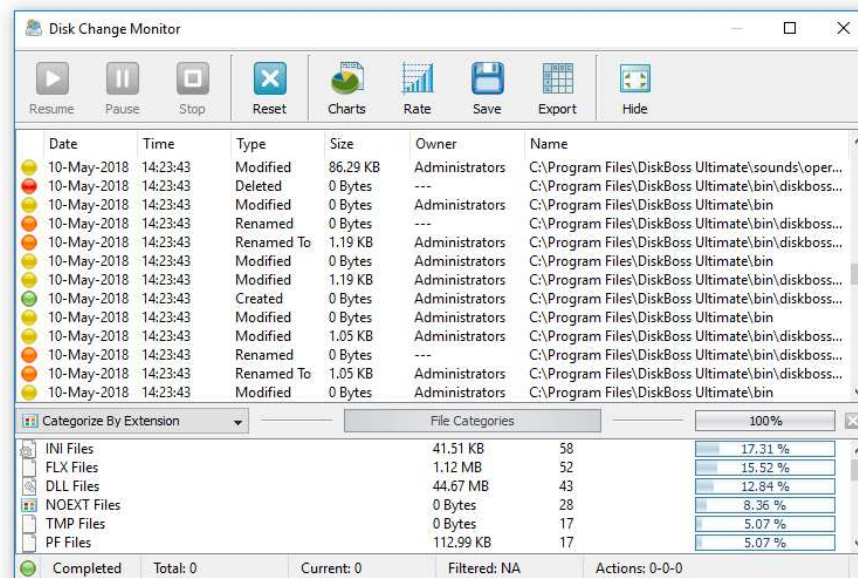 Disk Change Monitor
Resume Pause Stop Reset Charts Rate Save Export Hide
Date Time Type Size Owner Name
10-May-2018 14:23:43 Modified 86.29 KB Administrators C:\Program Files\DiskBoss Ultimate\sounds\oper...
10-May-2018 14:23:43 Deleted 0 Bytes --- C:\Program Files\DiskBoss Ultimate\bin\diskboss...
10-May-2018 14:23:43 Modified 0 Bytes Administrators C:\Program Files\DiskBoss Ultimate\bin
10-May-2018 14:23:43 Renamed 0 Bytes --- C:\Program Files\DiskBoss Ultimate\bin\diskboss...
10-May-2018 14:23:43 Renamed To 1.19 KB Administrators C:\Program Files\DiskBoss Ultimate\bin\diskboss...
10-May-2018 14:23:43 Modified 0 Bytes Administrators C:\Program Files\DiskBoss Ultimate\bin
10-May-2018 14:23:43 Modified 1.19 KB Administrators C:\Program Files\DiskBoss Ultimate\bin\diskboss...
10-May-2018 14:23:43 Created 0 Bytes Administrators C:\Program Files\DiskBoss Ultimate\bin\diskboss...
10-May-2018 14:23:43 Modified 0 Bytes Administrators C:\Program Files\DiskBoss Ultimate\bin
10-May-2018 14:23:43 Modified 1.05 KB Administrators C:\Program Files\DiskBoss Ultimate\bin\diskboss...
10-May-2018 14:23:43 Renamed 0 Bytes --- C:\Program Files\DiskBoss Ultimate\bin\diskboss...
10-May-2018 14:23:43 Renamed To 1.05 KB Administrators C:\Program Files\DiskBoss Ultimate\bin\diskboss...
10-May-2018 14:23:43 Modified 0 Bytes Administrators C:\Program Files\DiskBoss Ultimate\bin
Categorize By Extension File Categories 100%
INI Files 41.51 KB 58 17.31 %
FLX Files 1.12 MB 52 15.52 %
DLL Files 44.67 MB 43 12.84 %
NOEXT Files 0 Bytes 28 8.36 %
TMP Files 0 Bytes 17 5.07 %
PF Files 112.99 KB 17 5.07 %
Completed Total: 0 Current: 0 Filtered: NA Actions: 0-0-0